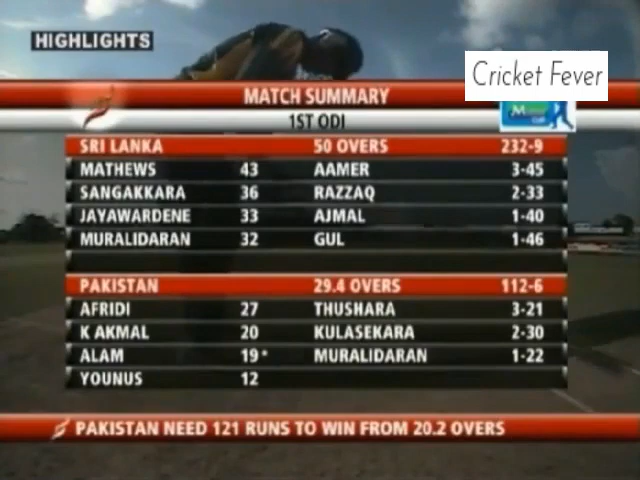 HIGHLIGHTS
Cricket Fever
MATCH SUMMARY
1ST ODI
SRI LANKA 50 OVERS 232-9
MATHEWS 43 AAMER 3-45
SANGAKKARA 36 RAZZAQ 2-33
JAYAWARDENE 33 AJMAL 1-40
MURALIDARAN 32 GUL 1-46
PAKISTAN 29.4 OVERS 112-6
AFRIDI 27 THUSHARA 3-21
K AKMAL 20 KULASEKARA 2-30
ALAM 19* MURALIDARAN 1-22
YOUNUS 12
PAKISTAN NEED 121 RUNS TO WIN FROM 20.2 OVERS